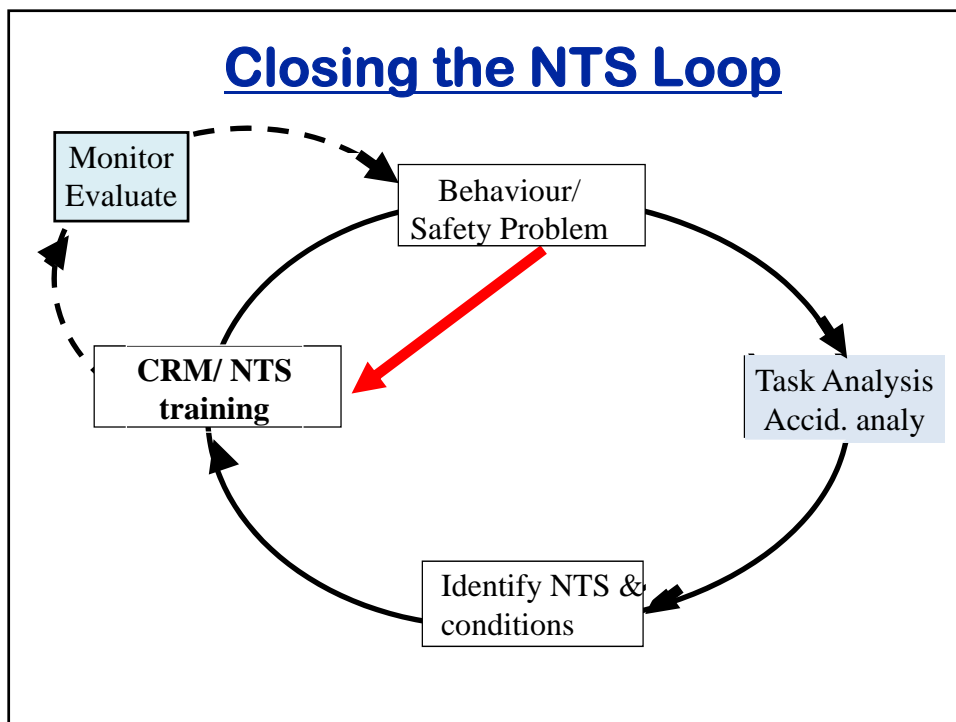 Closing the NTS Loop
Monitor
Evaluate
Behaviour/
Safety Problem
CRM/ NTS
training
Task Analysis
Accid. analy
Identify NTS &
conditions